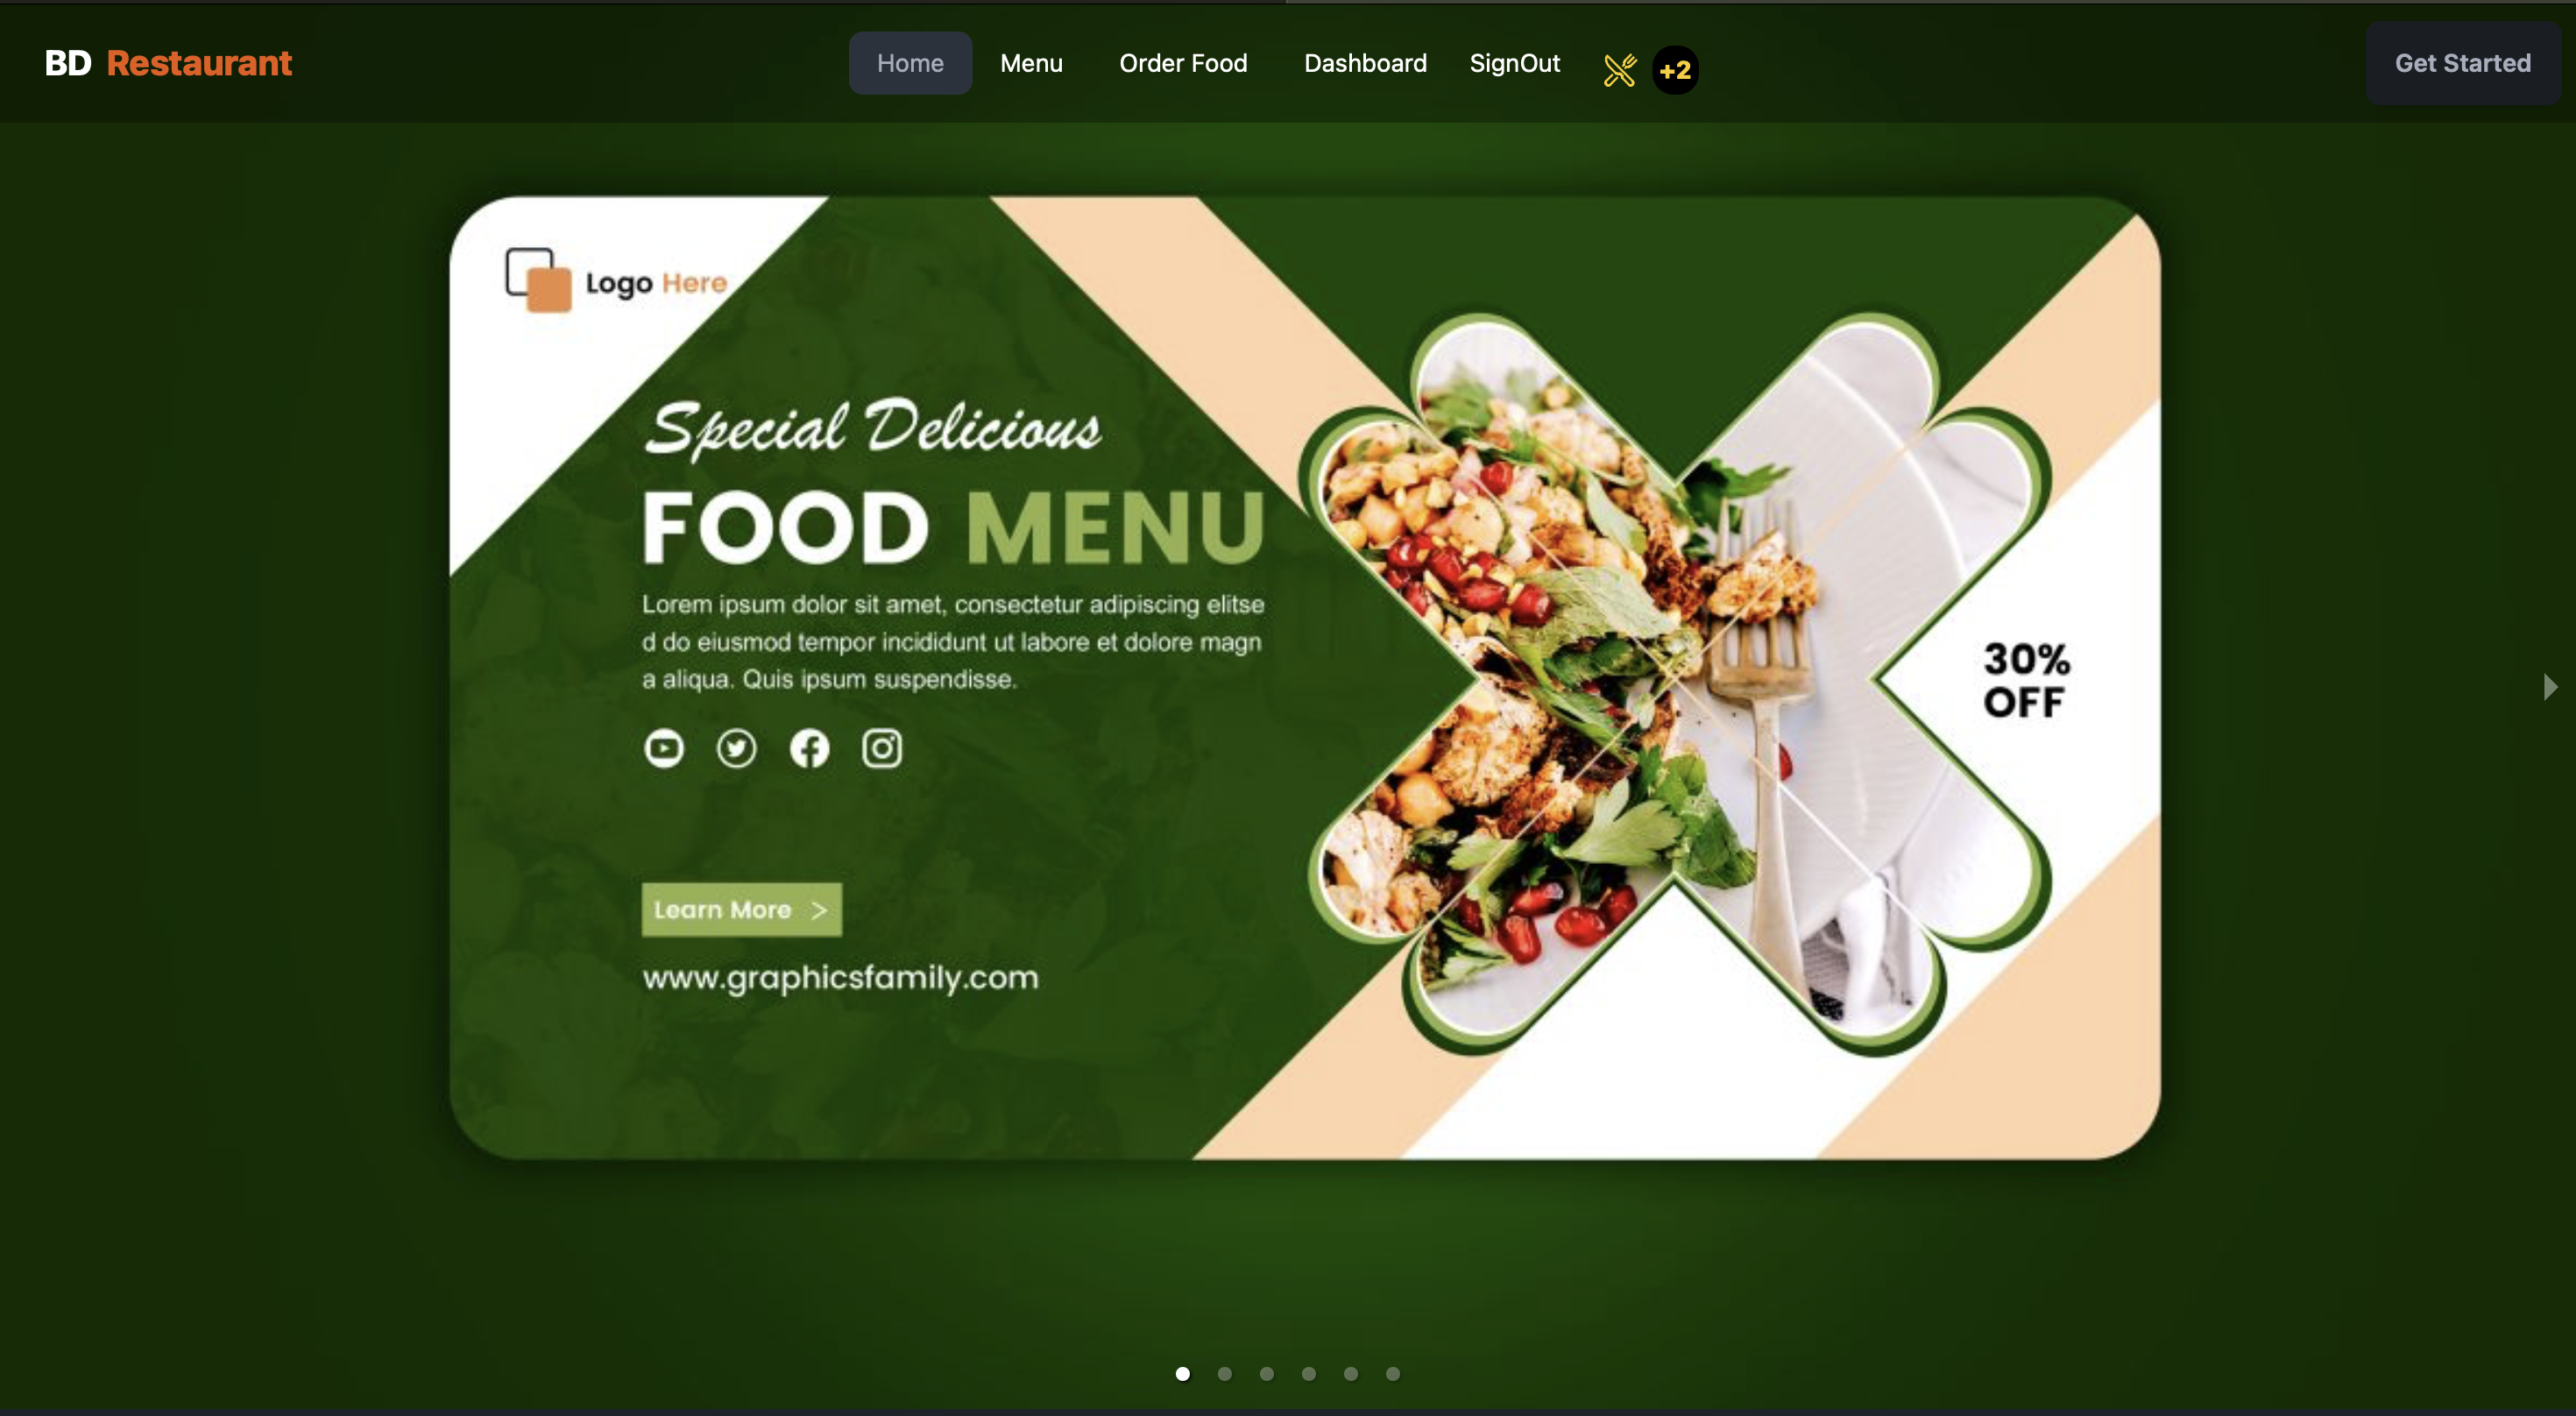 BD Restaurant
Home
Menu
Order Food
Dashboard
SignOut
+2
Get Started
Logo Here
Special Delicious
FOOD MENU
Lorem ipsum dolor sit amet, consectetur adipiscing elitse
d do eiusmod tempor incididunt ut labore et dolore magn
a aliqua. Quis ipsum suspendisse.
30%
OFF
Learn More >
www.graphicsfamily.com